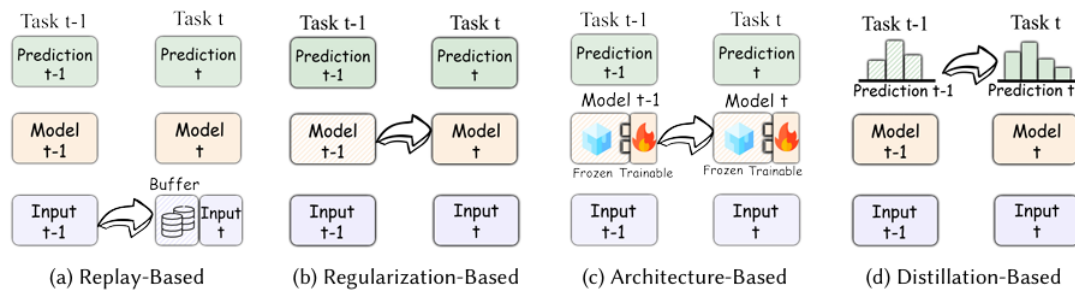 Task t-1
Task t
Prediction
t-1
Prediction
t
Model
t-1
Model
t
Buffer
Input
t-1
Input
t
(a) Replay-Based
Task t-1
Task t
Prediction
t-1
Prediction
t
Model
t-1
Model
t
Input
t-1
Input
t
(b) Regularization-Based
Task t-1
Task t
Prediction
t-1
Prediction
t
Model t-1
Model t
Frozen Trainable
Frozen Trainable
Input
t-1
Input
t
(c) Architecture-Based
Task t-1
Task t
Prediction t-1
Prediction t
Model
t-1
Model
t
Input
t-1
Input
t
(d) Distillation-Based